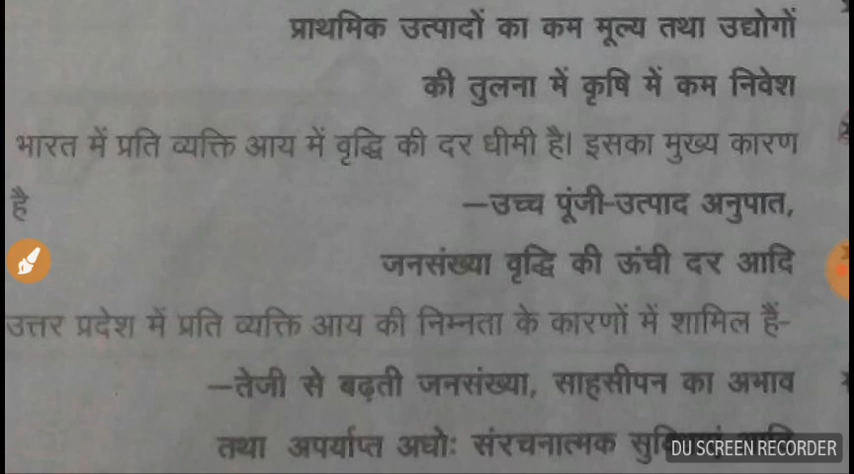 प्राथमिक उत्पादों का कम मूल्य तथा उद्योगों
की तुलना में कृषि में कम निवेश
भारत में प्रति व्यक्ति आय में वृद्धि की दर धीमी है। इसका मुख्य कारण
है —उच्च पूंजी-उत्पाद अनुपात,
जनसंख्या वृद्धि की ऊंची दर आदि
उत्तर प्रदेश में प्रति व्यक्ति आय की निम्नता के कारणों में शामिल हैं-
—तेजी से बढ़ती जनसंख्या, साहसीपन का अभाव
तथा अपर्याप्त अधोः संरचनात्मक
DU SCREEN RECORDER